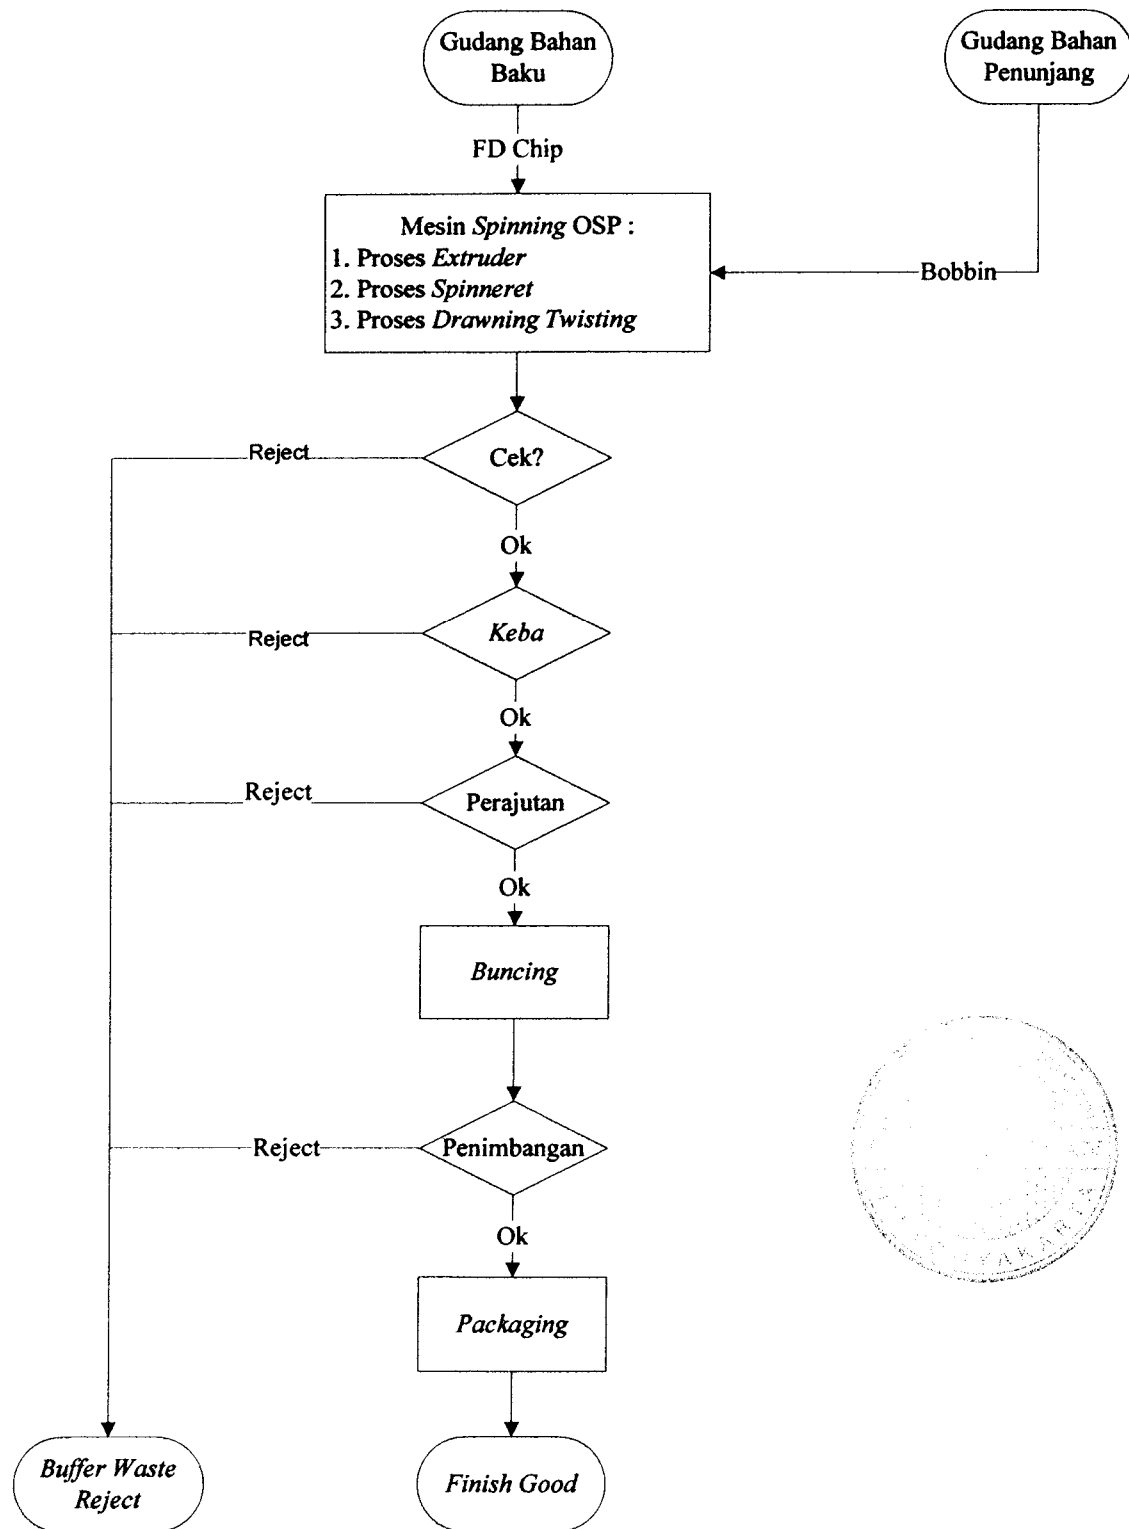 Gudang Bahan
Baku
Gudang Bahan
Penunjang
FD Chip
Mesin Spinning OSP :
1. Proses Extruder
2. Proses Spinneret
3. Proses Drawning Twisting
Bobbin
Reject
Cek?
Ok
Reject
Keba
Ok
Reject
Perajutan
Ok
Buncing
Reject
Penimbangan
Ok
Packaging
Buffer Waste
Reject
Finish Good